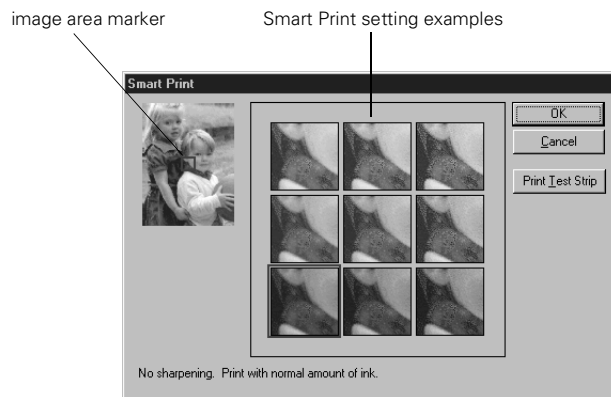 image area marker
Smart Print setting examples
Smart Print
OK
Cancel
Print Test Strip
No sharpening. Print with normal amount of ink.